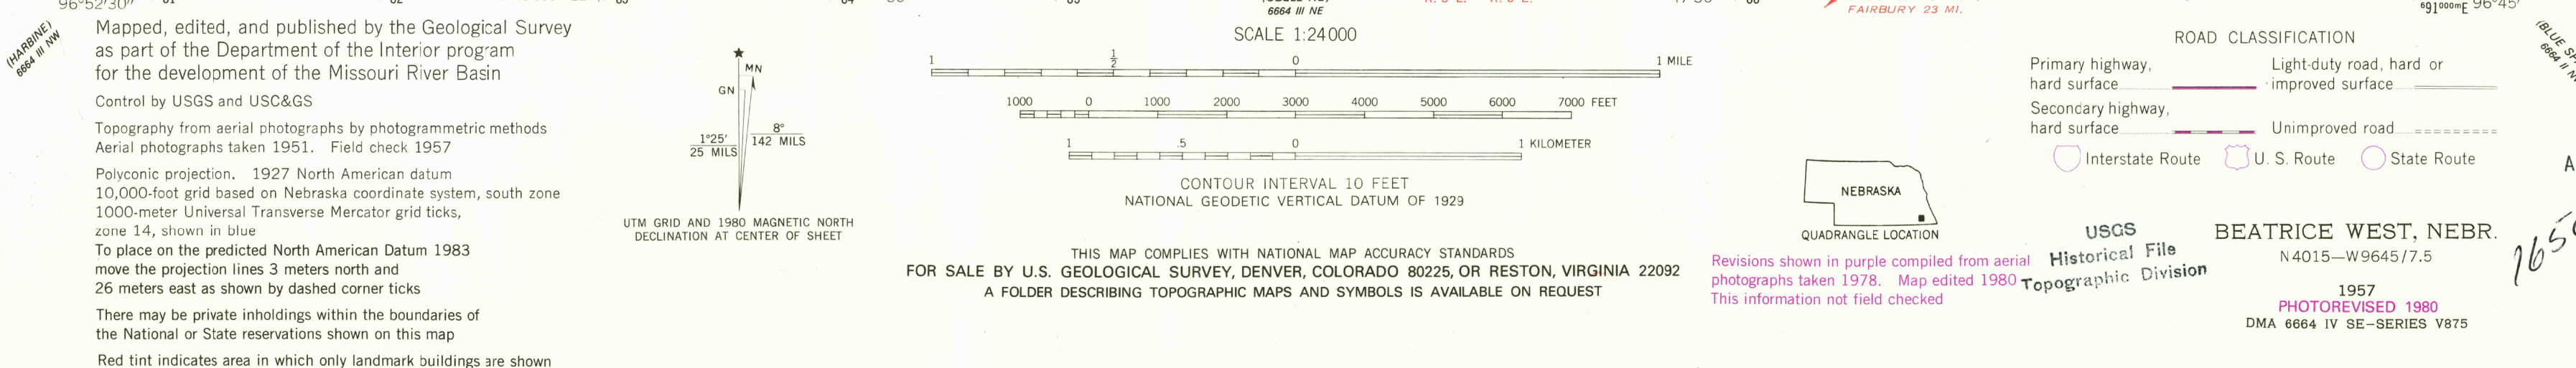 96°52'30"
6664 III NE
FAIRBURY 23 MI.
691000mE 96°45'
(HARBINE)
6664 III NW
Mapped, edited, and published by the Geological Survey
as part of the Department of the Interior program
for the development of the Missouri River Basin
Control by USGS and USC&GS
Topography from aerial photographs by photogrammetric methods
Aerial photographs taken 1951. Field check 1957
Polyconic projection. 1927 North American datum
10,000-foot grid based on Nebraska coordinate system, south zone
1000-meter Universal Transverse Mercator grid ticks,
zone 14, shown in blue
To place on the predicted North American Datum 1983
move the projection lines 3 meters north and
26 meters east as shown by dashed corner ticks
There may be private inholdings within the boundaries of
the National or State reservations shown on this map
Red tint indicates area in which only landmark buildings are shown
MN
GN
1°25'
25 MILS
8°
142 MILS
UTM GRID AND 1980 MAGNETIC NORTH
DECLINATION AT CENTER OF SHEET
SCALE 1:24000
1 ½ 0 1 MILE
1000 0 1000 2000 3000 4000 5000 6000 7000 FEET
1 .5 0 1 KILOMETER
CONTOUR INTERVAL 10 FEET
NATIONAL GEODETIC VERTICAL DATUM OF 1929
THIS MAP COMPLIES WITH NATIONAL MAP ACCURACY STANDARDS
FOR SALE BY U.S. GEOLOGICAL SURVEY, DENVER, COLORADO 80225, OR RESTON, VIRGINIA 22092
A FOLDER DESCRIBING TOPOGRAPHIC MAPS AND SYMBOLS IS AVAILABLE ON REQUEST
NEBRASKA
QUADRANGLE LOCATION
Revisions shown in purple compiled from aerial
photographs taken 1978. Map edited 1980
This information not field checked
ROAD CLASSIFICATION
Primary highway,
hard surface
Light-duty road, hard or
improved surface
Secondary highway,
hard surface
Unimproved road
Interstate Route U. S. Route State Route
USGS
Historical File
Topographic Division
BEATRICE WEST, NEBR.
N4015—W9645/7.5
1957
PHOTOREVISED 1980
DMA 6664 IV SE-SERIES V875